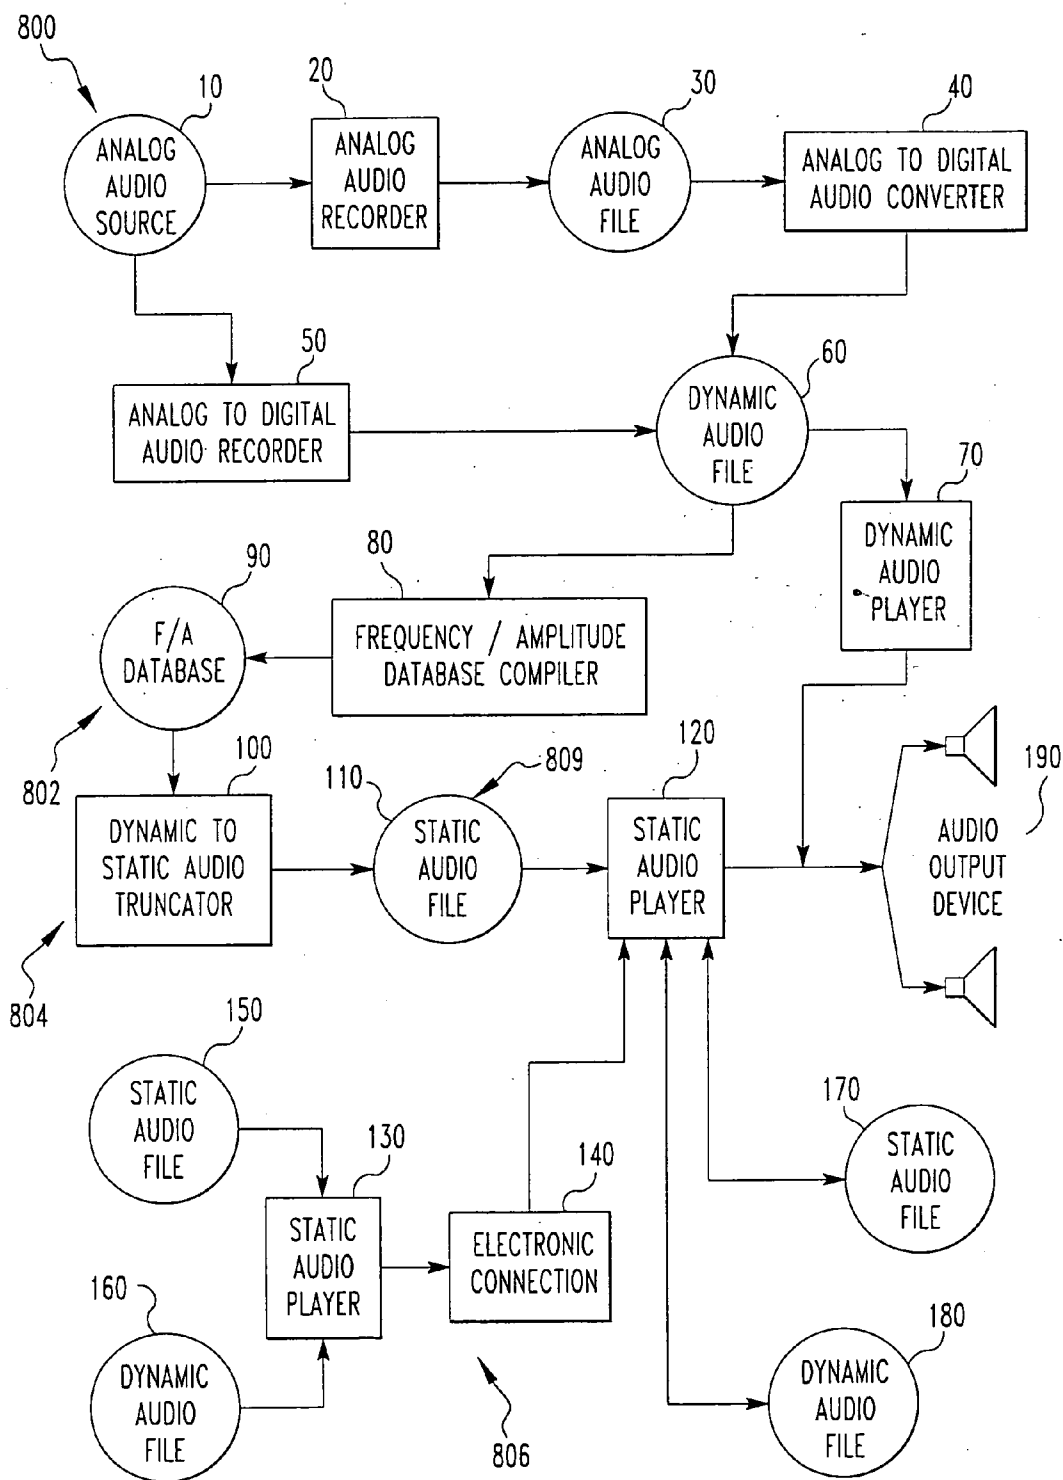 800
10
20
30
40
ANALOG
AUDIO
SOURCE
ANALOG
AUDIO
RECORDER
ANALOG
AUDIO
FILE
ANALOG TO DIGITAL
AUDIO CONVERTER
50
ANALOG TO DIGITAL
AUDIO RECORDER
60
DYNAMIC
AUDIO
FILE
70
DYNAMIC
AUDIO
PLAYER
80
FREQUENCY / AMPLITUDE
DATABASE COMPILER
90
F/A
DATABASE
802
100
DYNAMIC TO
STATIC AUDIO
TRUNCATOR
804
110
809
STATIC
AUDIO
FILE
120
STATIC
AUDIO
PLAYER
190
AUDIO
OUTPUT
DEVICE
150
STATIC
AUDIO
FILE
130
STATIC
AUDIO
PLAYER
140
ELECTRONIC
CONNECTION
170
STATIC
AUDIO
FILE
160
DYNAMIC
AUDIO
FILE
806
180
DYNAMIC
AUDIO
FILE